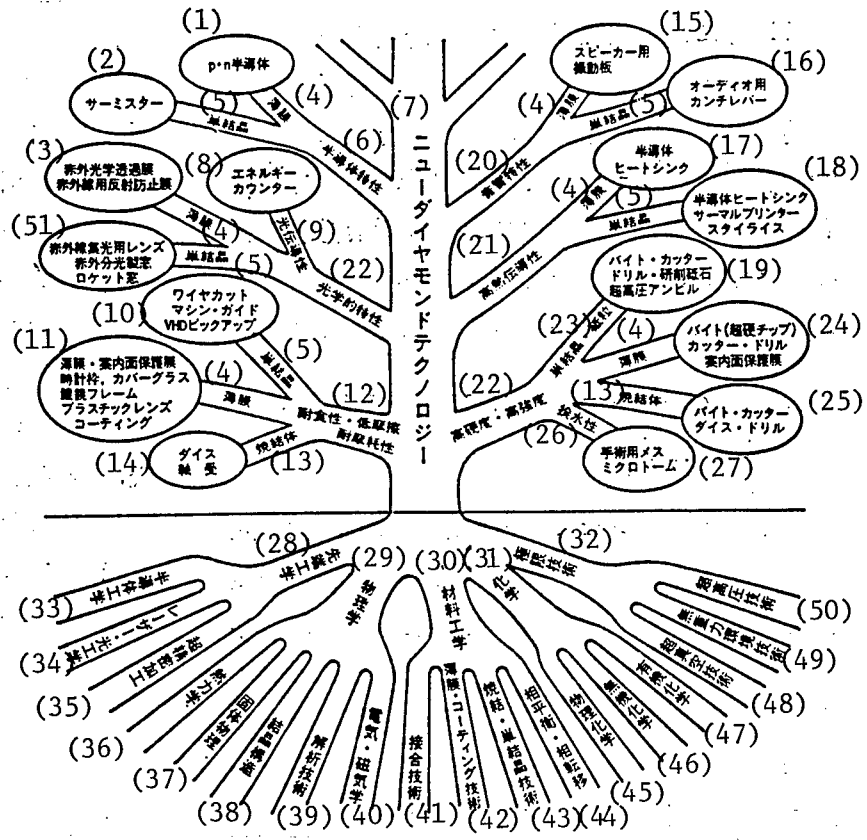 (1)
p・n半導体
(2)
サーミスター
(5)
単結晶
(4)
薄膜
(7)
(6)
半導体特性
(3)
赤外光学透過膜
赤外線用反射防止膜
(8)
エネルギー
カウンター
薄膜
(4)
光伝導性
(9)
(51)
赤外線集光用レンズ
赤外分光製窓
ロケット窓
単結晶
(5)
(22)
光学的特性
(10)
ワイヤカット
マシン・ガイド
VHDピックアップ
単結晶
(5)
(11)
薄膜・案内面保護膜
時計枠,カバーグラス
眼鏡フレーム
プラスチックレンズ
コーティング
(4)
薄膜
(12)
耐食性・低摩擦
耐摩耗性
(14)
ダイス
軸受
焼結体
(13)
ニューダイヤモンドテクノロジー
(15)
スピーカー用
振動板
(16)
オーディオ用
カンチレバー
(4)
薄膜
(5)
単結晶
(20)
音響特性
(17)
半導体
ヒートシンク
(4)
薄膜
(5)
単結晶
(18)
半導体ヒートシンク
サーマルプリンター
スタイライス
(21)
高熱伝導性
(19)
バイト・カッター
ドリル・研削砥石
超高圧アンビル
(23)
単結晶
砥粒
(4)
薄膜
(24)
バイト(超硬チップ)
カッター・ドリル
案内面保護膜
(22)
高硬度・高強度
(13)
焼結体
(25)
バイト・カッター
ダイス・ドリル
撥水性
(26)
手術用メス
ミクロトーム
(27)
(28)
先端工学
(29)
(30)
材料工学
(31)
化学
(32)
極限技術
(33)
半導体工学
(34)
レーザー・光工学
(35)
超精密加工
(36)
熱力学
(37)
固体物理
(38)
(39)
解析技術
(40)
電気・磁気学
(41)
接合技術
(42)
薄膜・コーティング技術
(43)
焼結・単結晶技術
(44)
相平衡・相転移
(45)
物理化学
(46)
無機化学
(47)
有機化学
(48)
超真空技術
(49)
無重力環境技術
(50)
超高圧技術